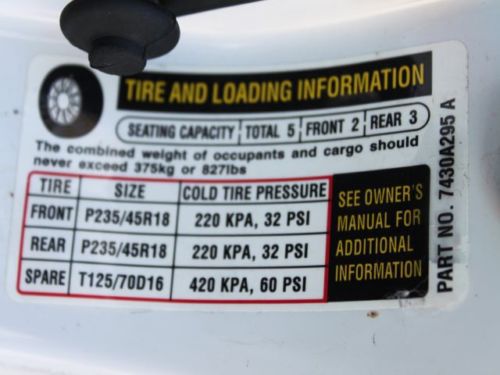 TIRE AND LOADING INFORMATION
SEATING CAPACITY TOTAL 5 FRONT 2 REAR 3
The combined weight of occupants and cargo should
never exceed 375kg or 827lbs
TIRE SIZE COLD TIRE PRESSURE
FRONT P235/45R18 220 KPA, 32 PSI
REAR P235/45R18 220 KPA, 32 PSI
SPARE T125/70D16 420 KPA, 60 PSI
SEE OWNER'S
MANUAL FOR
ADDITIONAL
INFORMATION
PART NO. 7430A295 A